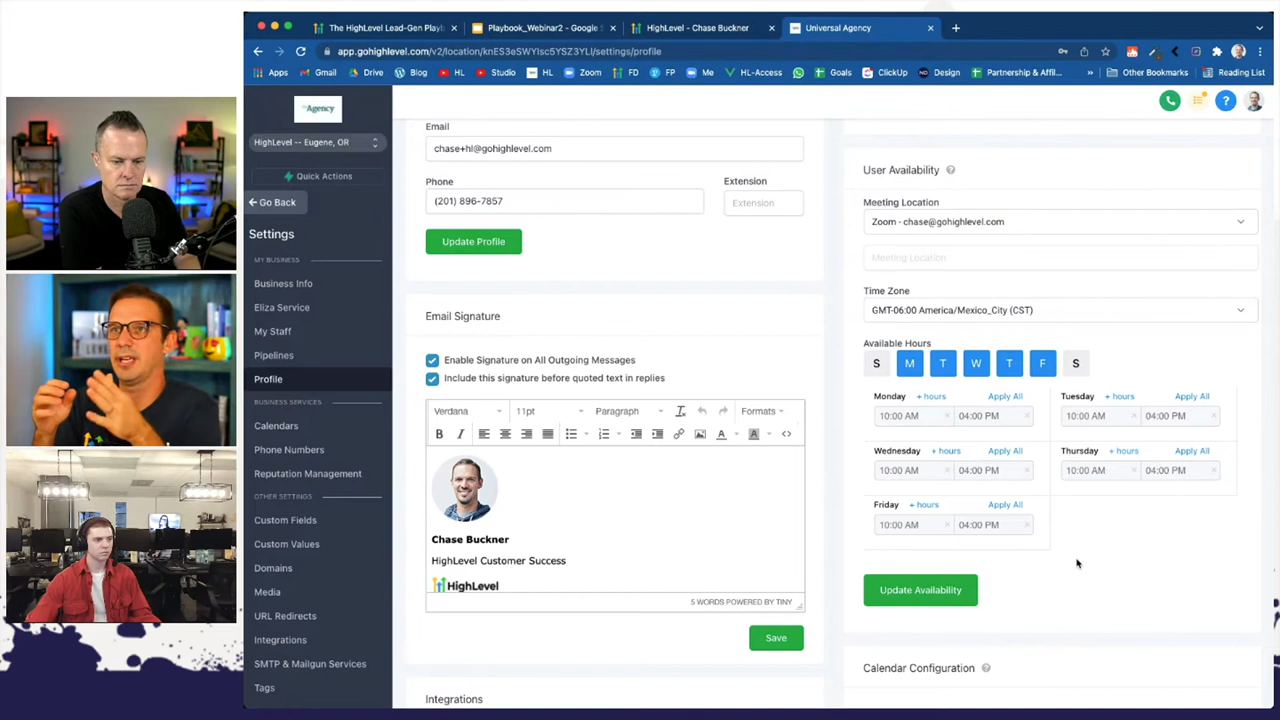 The HighLevel Lead-Gen Playb
Playbook_Webinar2 - Google S
HighLevel - Chase Buckner
Universal Agency
app.gohighlevel.com/v2/location/knES3eSWYisc5YSZ3YLI/settings/profile
Apps
Gmail
Drive
Blog
HL
Studio
HL
Zoom
FD
FP
Me
HL-Access
Goals
ClickUp
Design
Partnership & Affil...
Other Bookmarks
Reading List
Agency
HighLevel -- Eugene, OR
Quick Actions
Go Back
Settings
MY BUSINESS
Business Info
Eliza Service
My Staff
Pipelines
Profile
BUSINESS SERVICES
Calendars
Phone Numbers
Reputation Management
OTHER SETTINGS
Custom Fields
Custom Values
Domains
Media
URL Redirects
Integrations
SMTP & Mailgun Services
Tags
Email
chase+hl@gohighlevel.com
Phone
Extension
(201) 896-7857
Extension
Update Profile
Email Signature
Enable Signature on All Outgoing Messages
Include this signature before quoted text in replies
Verdana
11pt
Paragraph
Formats
Chase Buckner
HighLevel Customer Success
HighLevel
5 WORDS POWERED BY TINY
Save
Integrations
User Availability
Meeting Location
Zoom - chase@gohighlevel.com
Meeting Location
Time Zone
GMT-06:00 America/Mexico_City (CST)
Available Hours
S M T W T F S
Monday + hours Apply All
Tuesday + hours Apply All
10:00 AM 04:00 PM
10:00 AM 04:00 PM
Wednesday + hours Apply All
Thursday + hours Apply All
10:00 AM 04:00 PM
10:00 AM 04:00 PM
Friday + hours Apply All
10:00 AM 04:00 PM
Update Availability
Calendar Configuration